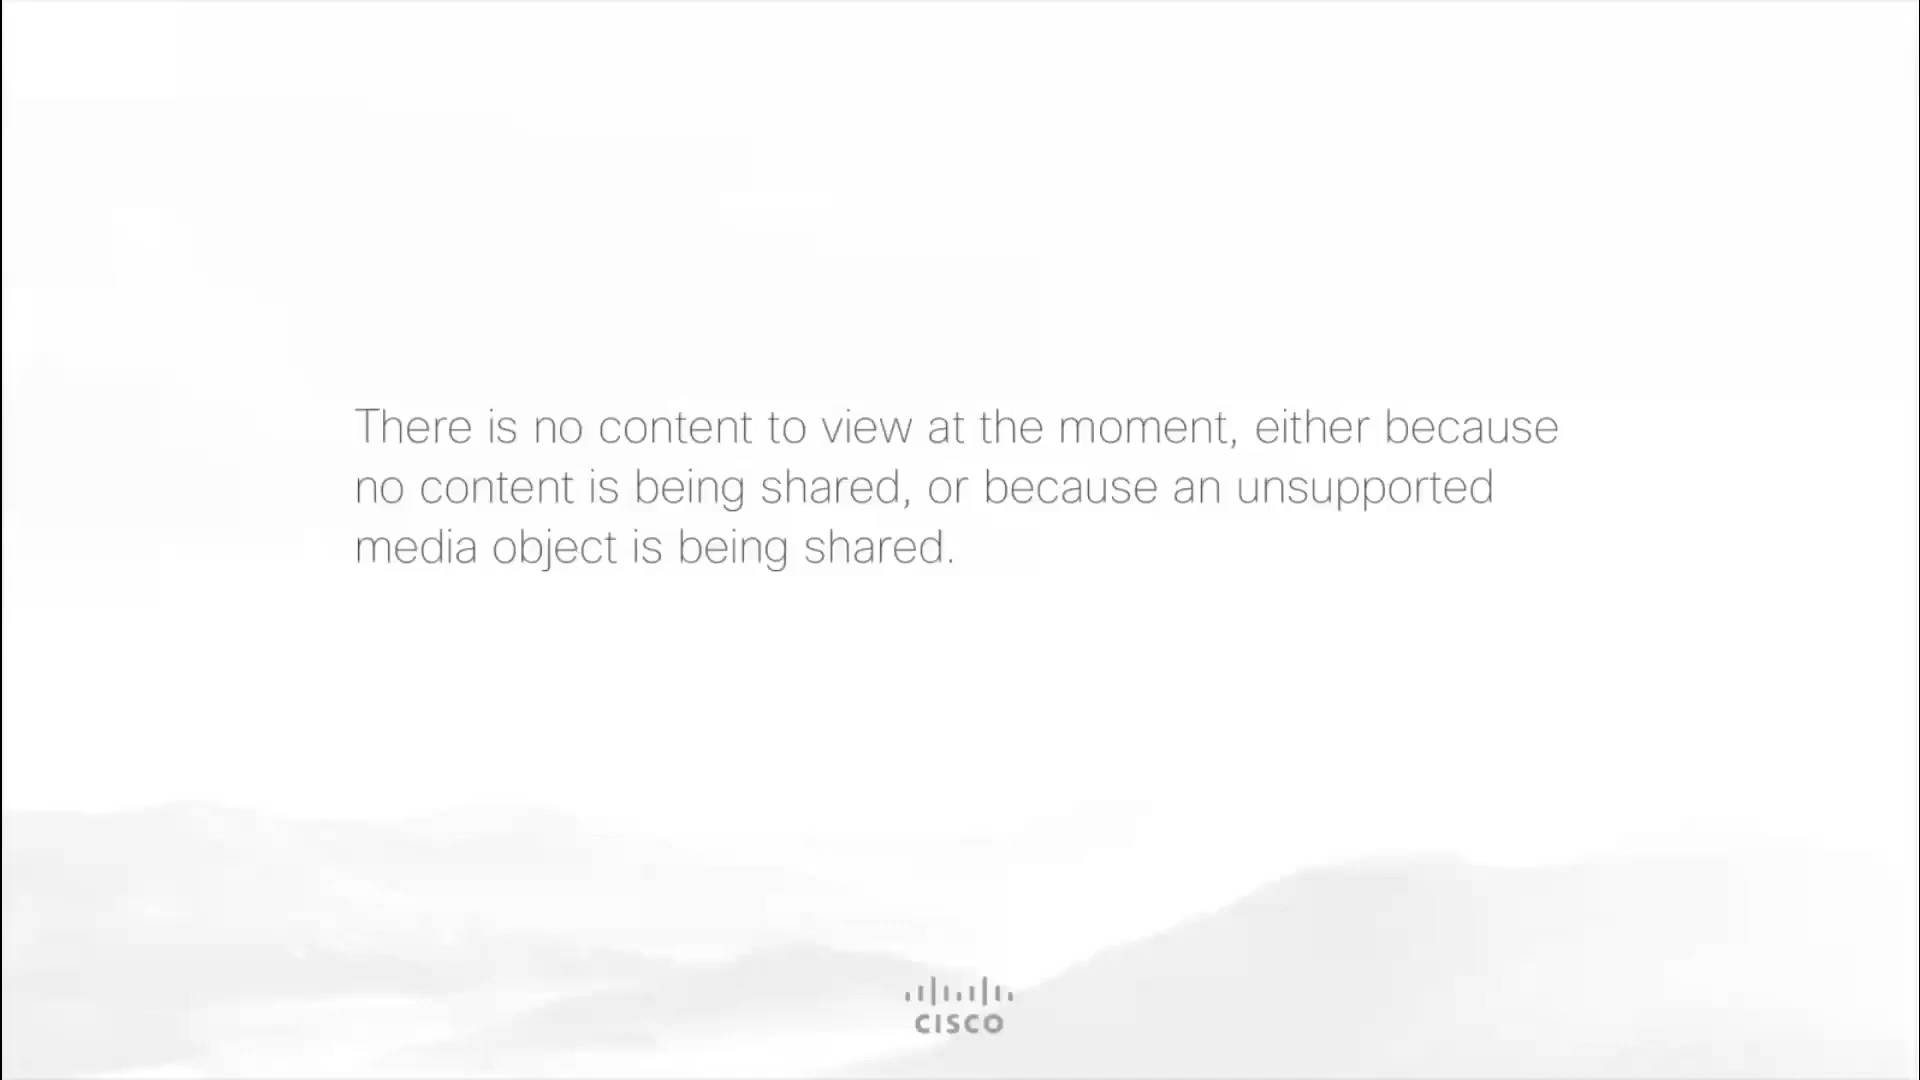 There is no content to view at the moment, either because
no content is being shared, or because an unsupported
media object is being shared.
CISCO